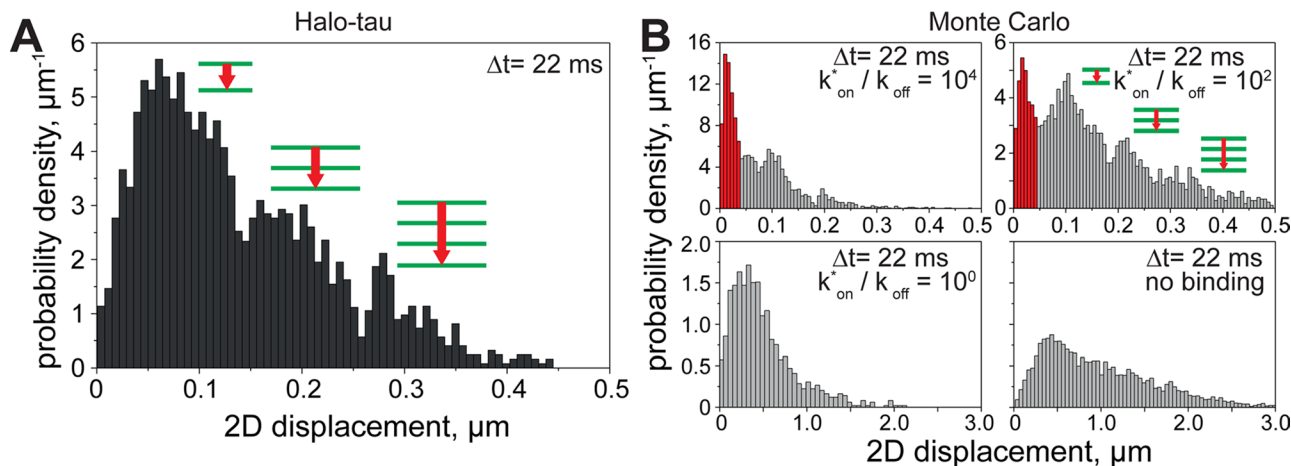 A
Halo-tau
Δt= 22 ms
probability density, µm⁻¹
6
5
4
3
2
1
0
0
0.1
0.2
0.3
0.4
0.5
2D displacement, µm
B
Monte Carlo
probability density, µm⁻¹
Δt= 22 ms
k*on / koff = 10⁴
16
12
8
4
0
0.1
0.2
0.3
0.4
0.5
Δt= 22 ms
k*on / koff = 10²
6
4
2
0
0.1
0.2
0.3
0.4
0.5
Δt= 22 ms
k*on / koff = 10⁰
2.0
1.5
1.0
0.5
0.0
0
1.0
2.0
3.0
Δt= 22 ms
no binding
0
1.0
2.0
3.0
2D displacement, µm